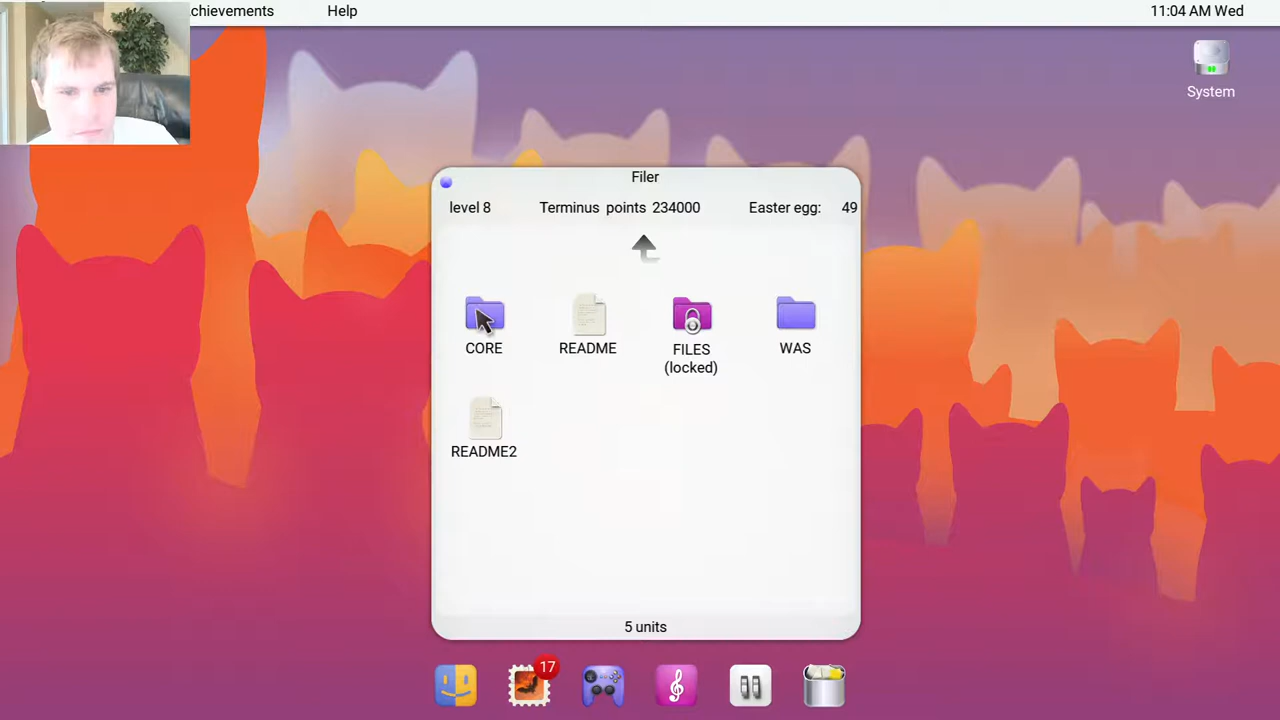 chievements Help 11:04 AM Wed
System
Filer
level 8 Terminus points 234000 Easter egg: 49
CORE README FILES WAS
(locked)
README2
5 units
17